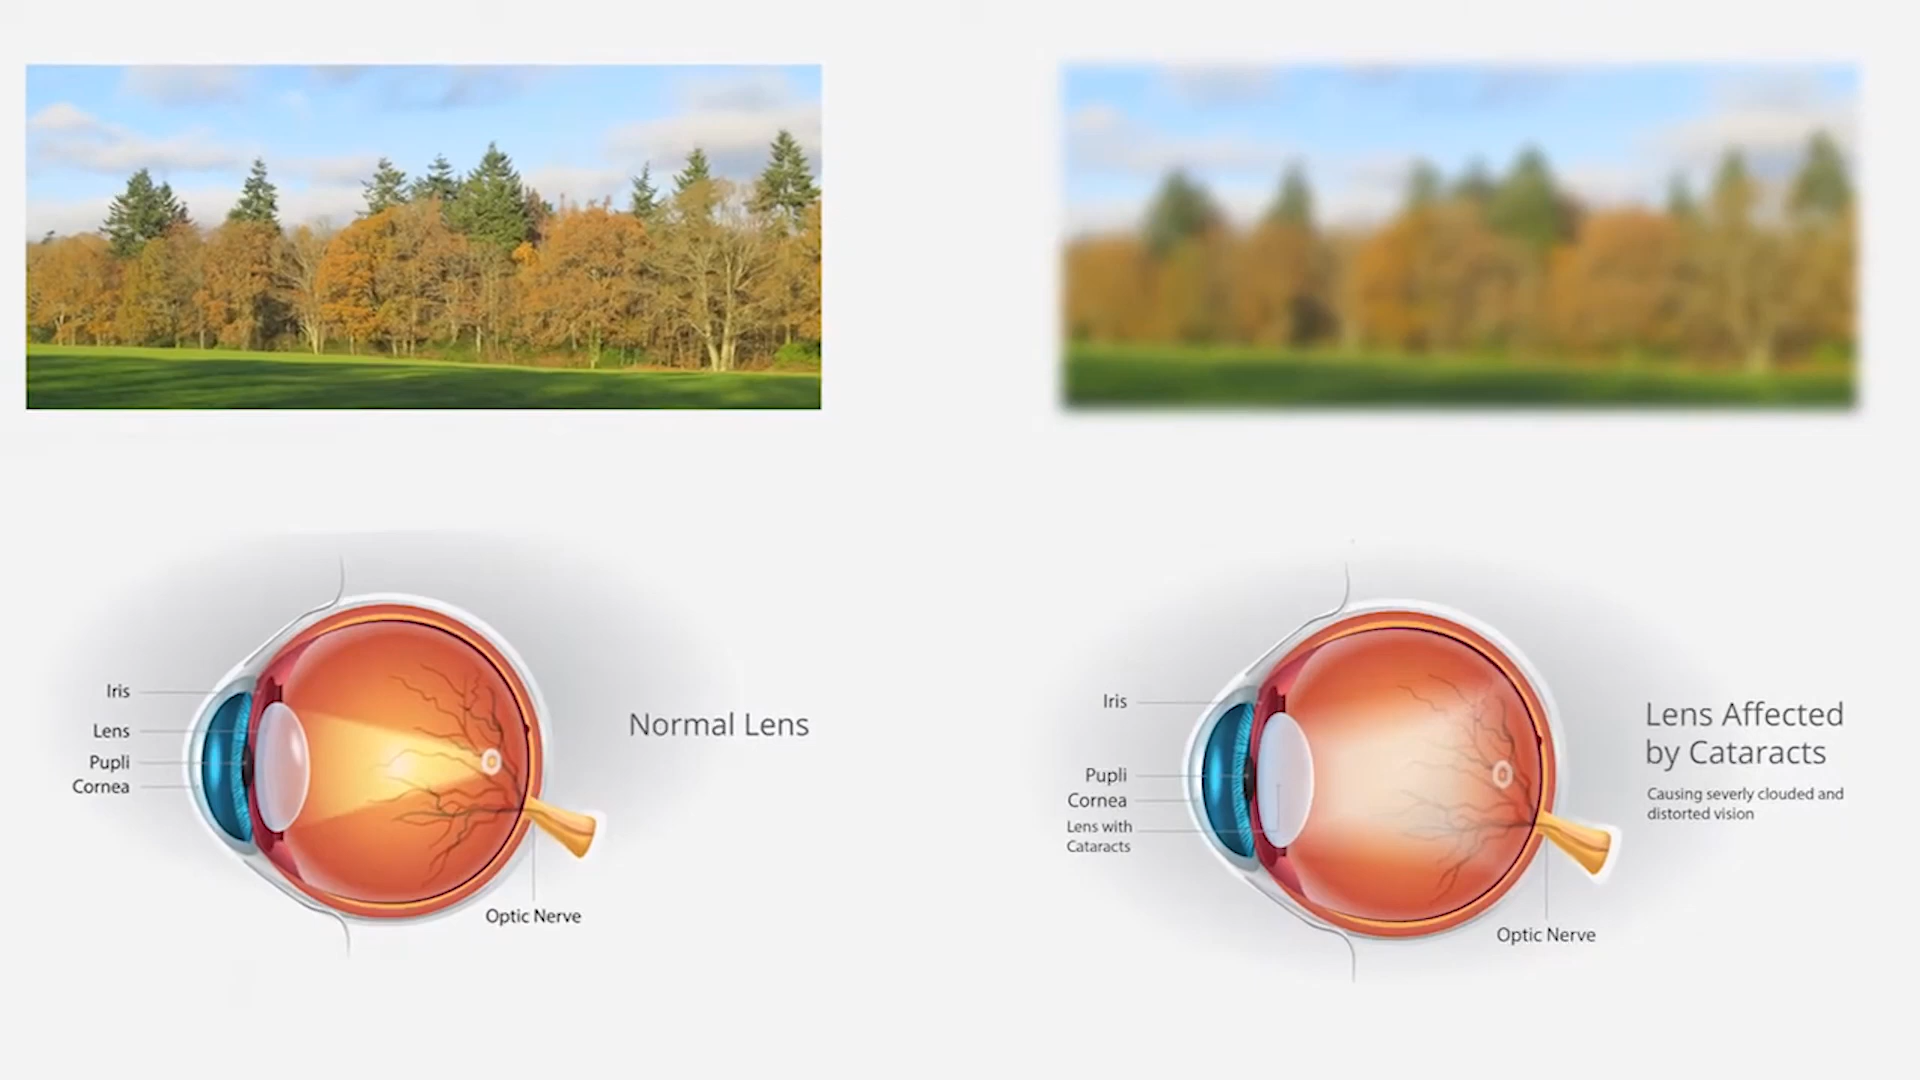 Iris
Lens
Pupli
Cornea
Normal Lens
Optic Nerve
Iris
Pupli
Cornea
Lens with
Cataracts
Lens Affected
by Cataracts
Causing severly clouded and
distorted vision
Optic Nerve